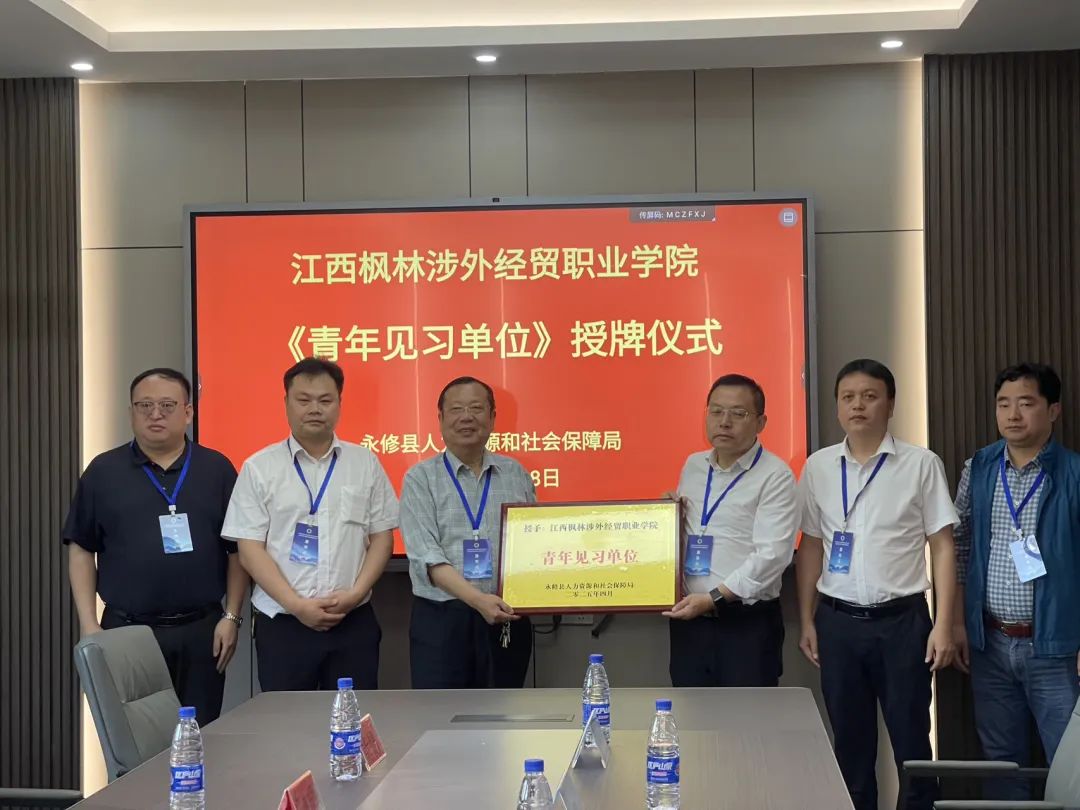 传屏码: MCZFXJ
江西枫林涉外经贸职业学院
《青年见习单位》授牌仪式
永修县人力资源和社会保障局
8日
授予：江西枫林涉外经贸职业学院
青年见习单位
永修县人力资源和社会保障局
二零二五年四月